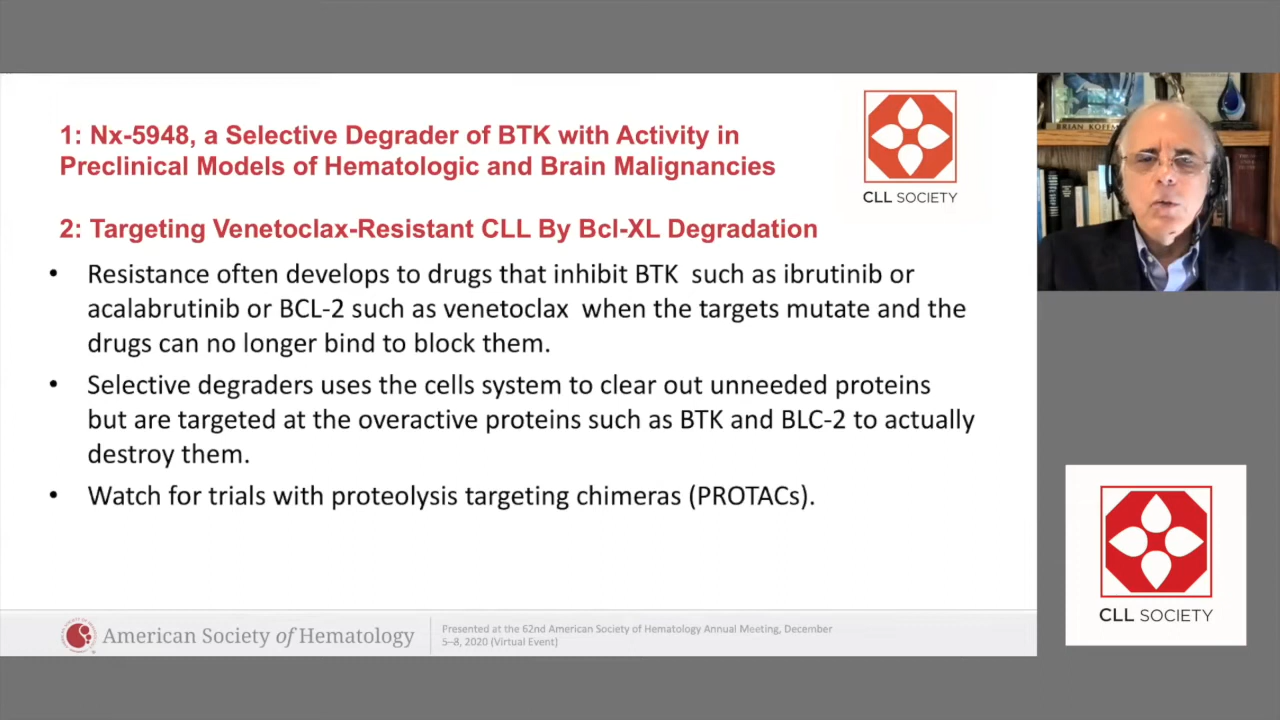 1: Nx-5948, a Selective Degrader of BTK with Activity in
Preclinical Models of Hematologic and Brain Malignancies
2: Targeting Venetoclax-Resistant CLL By Bcl-XL Degradation
• Resistance often develops to drugs that inhibit BTK such as ibrutinib or
acalabrutinib or BCL-2 such as venetoclax when the targets mutate and the
drugs can no longer bind to block them.
• Selective degraders uses the cells system to clear out unneeded proteins
but are targeted at the overactive proteins such as BTK and BLC-2 to actually
destroy them.
• Watch for trials with proteolysis targeting chimeras (PROTACs).
CLL SOCIETY
American Society of Hematology
Presented at the 62nd American Society of Hematology Annual Meeting, December
5–8, 2020 (Virtual Event)
BRIAN
CLL SOCIETY